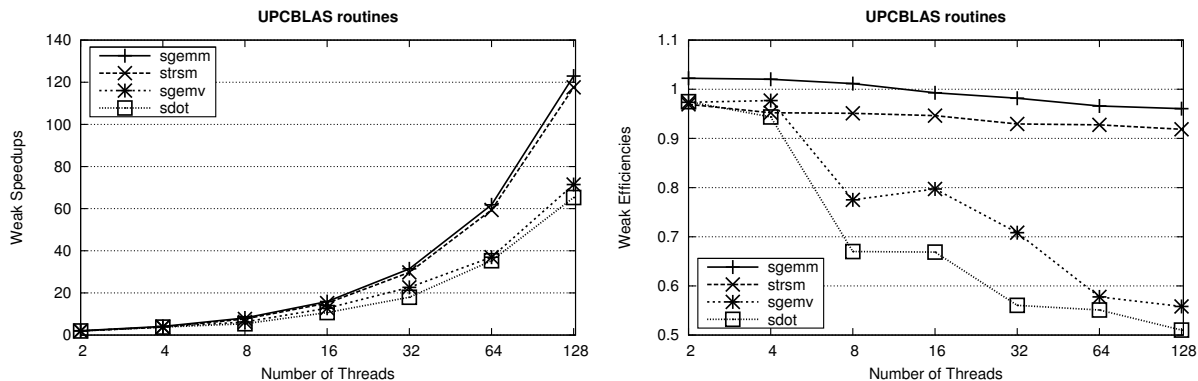 UPCBLAS routines
140
120
100
80
60
40
20
0
Weak Speedups
sgemm
strsm
sgemv
sdot
2 4 8 16 32 64 128
Number of Threads
UPCBLAS routines
1.1
1
0.9
0.8
0.7
0.6
0.5
Weak Efficiencies
sgemm
strsm
sgemv
sdot
2 4 8 16 32 64 128
Number of Threads